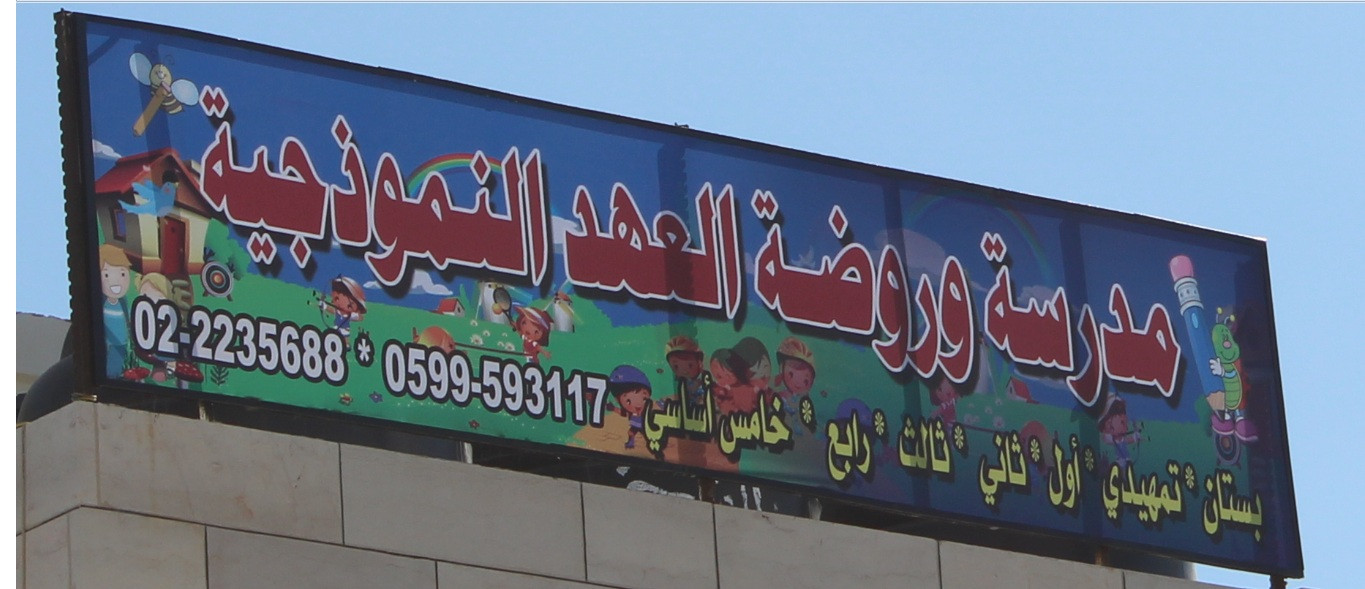 مدرسة وروضة العهد النموذجية
بستان * تمهيدي * أول * ثاني * ثالث * رابع * خامس أساسي
02-2235688 * 0599-593117